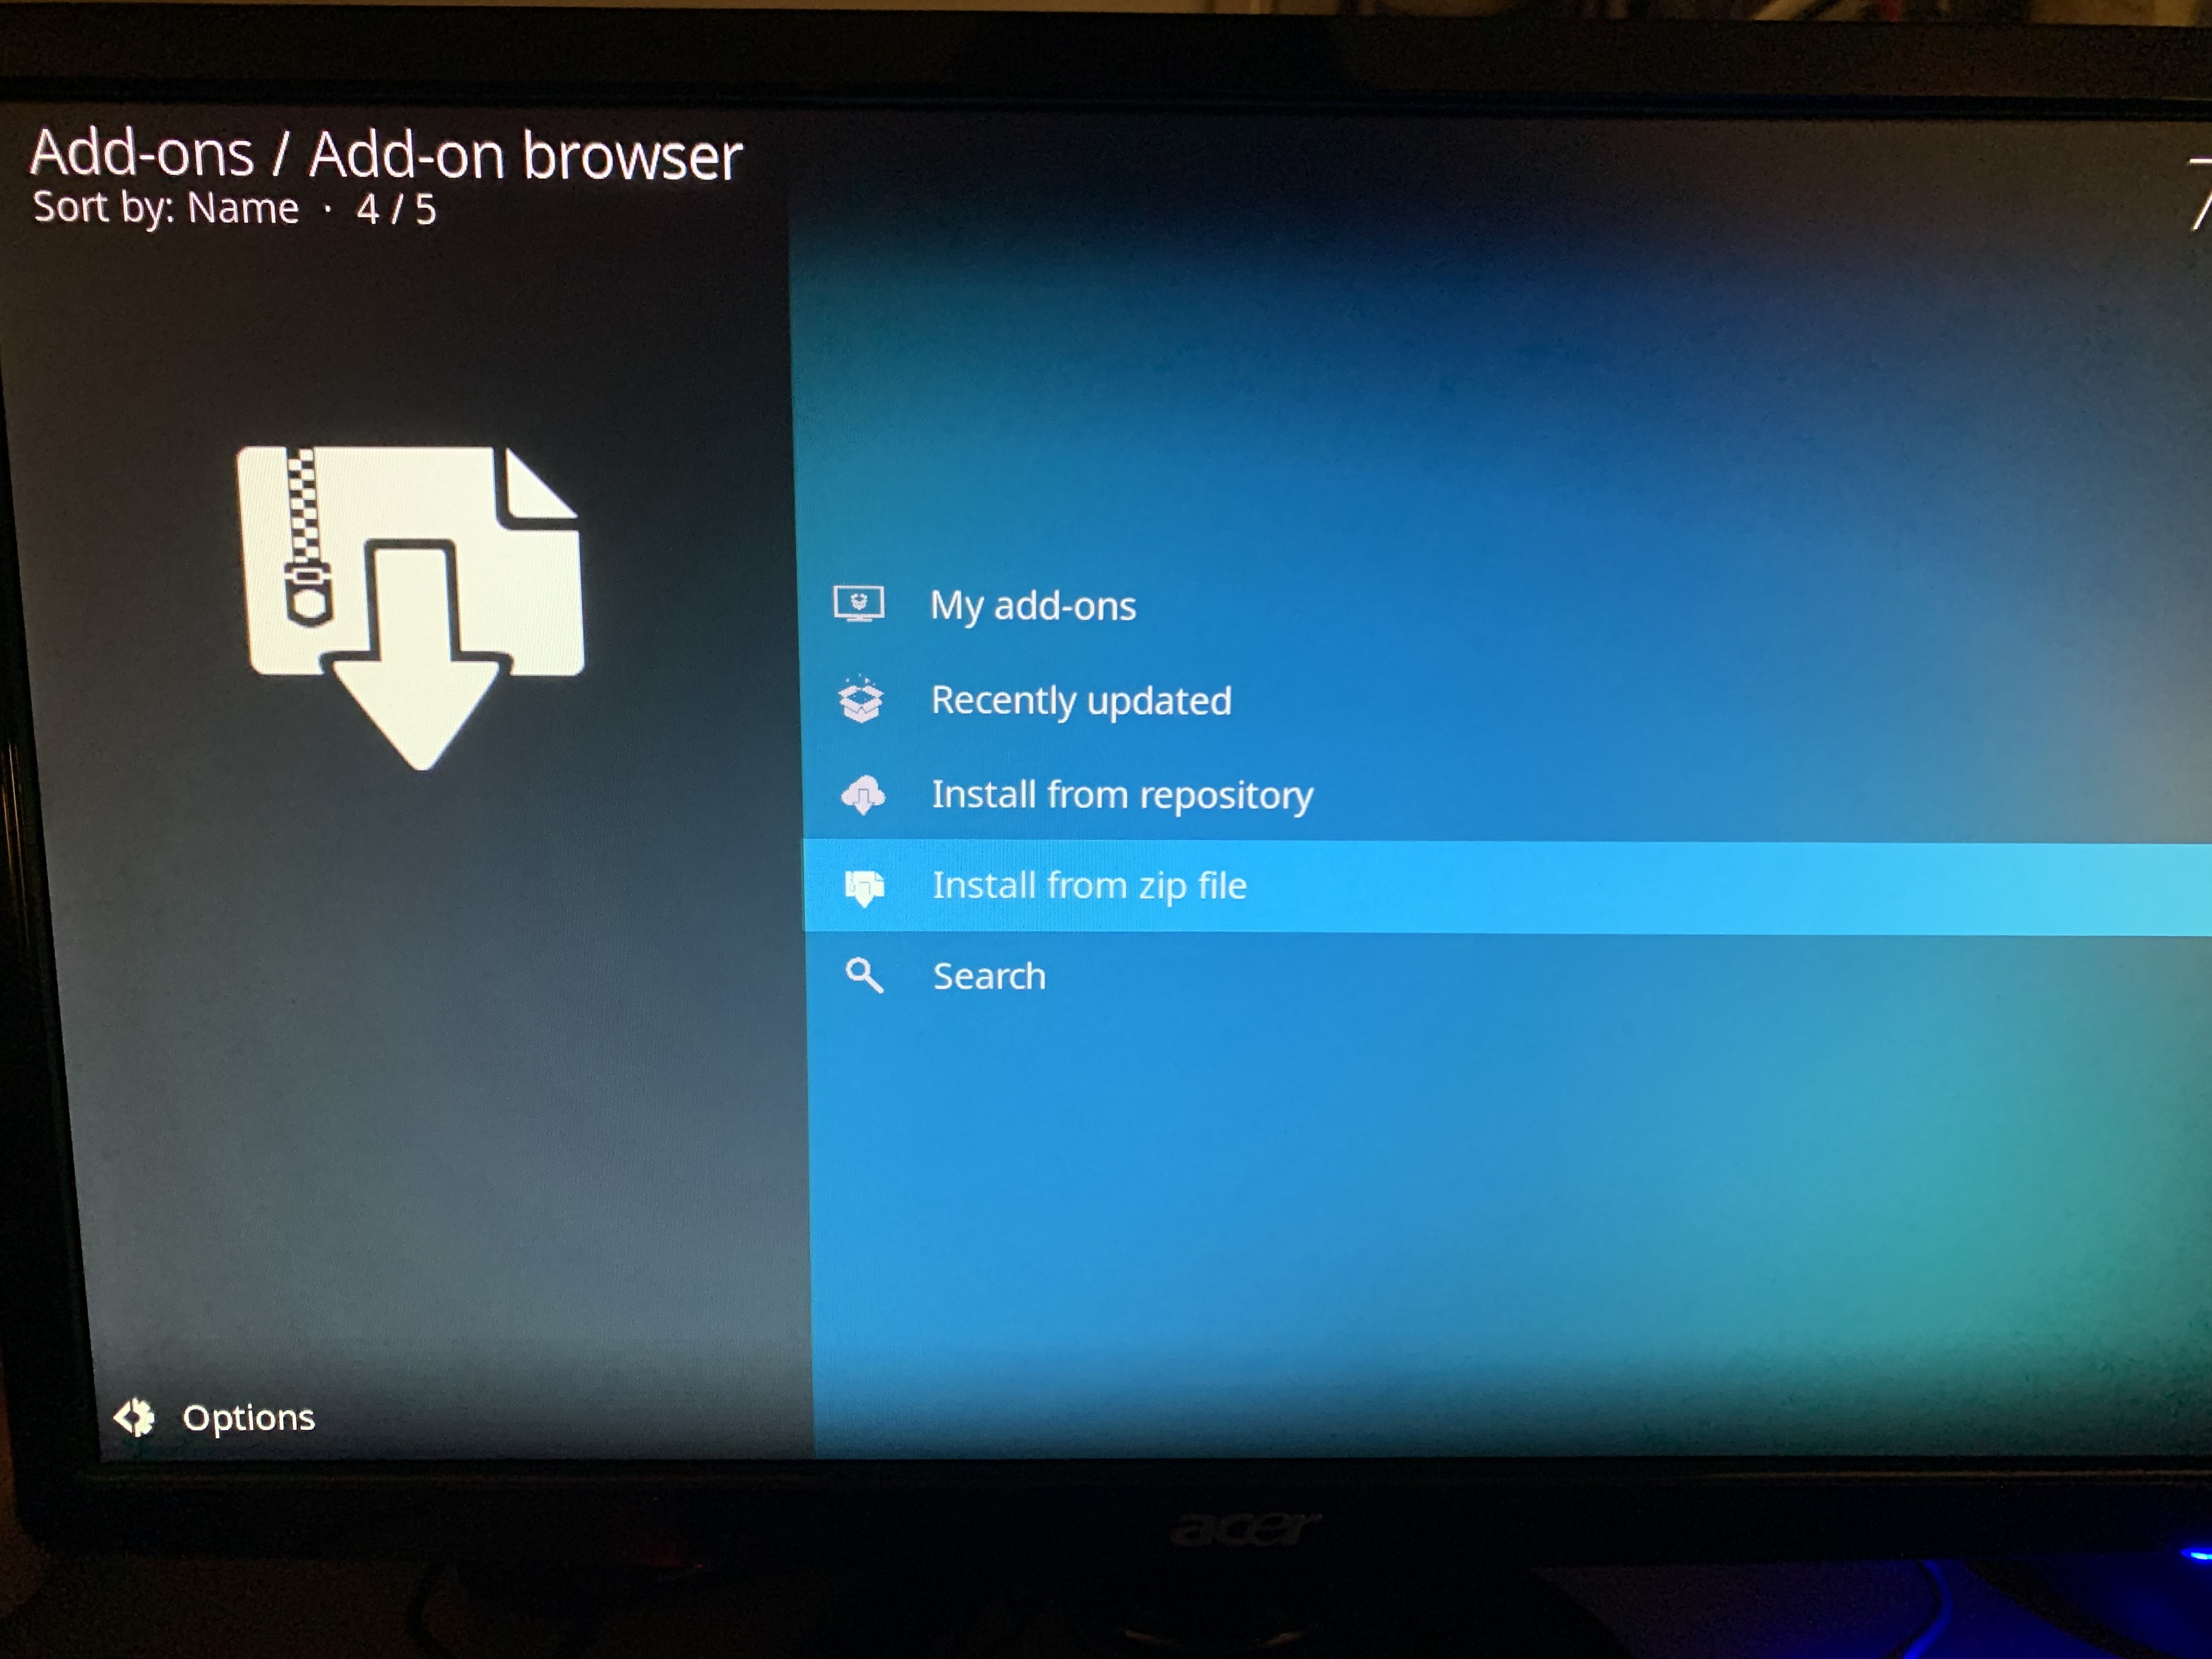 Add-ons / Add-on browser
Sort by: Name · 4 / 5
7
My add-ons
Recently updated
Install from repository
Install from zip file
Search
Options
acer